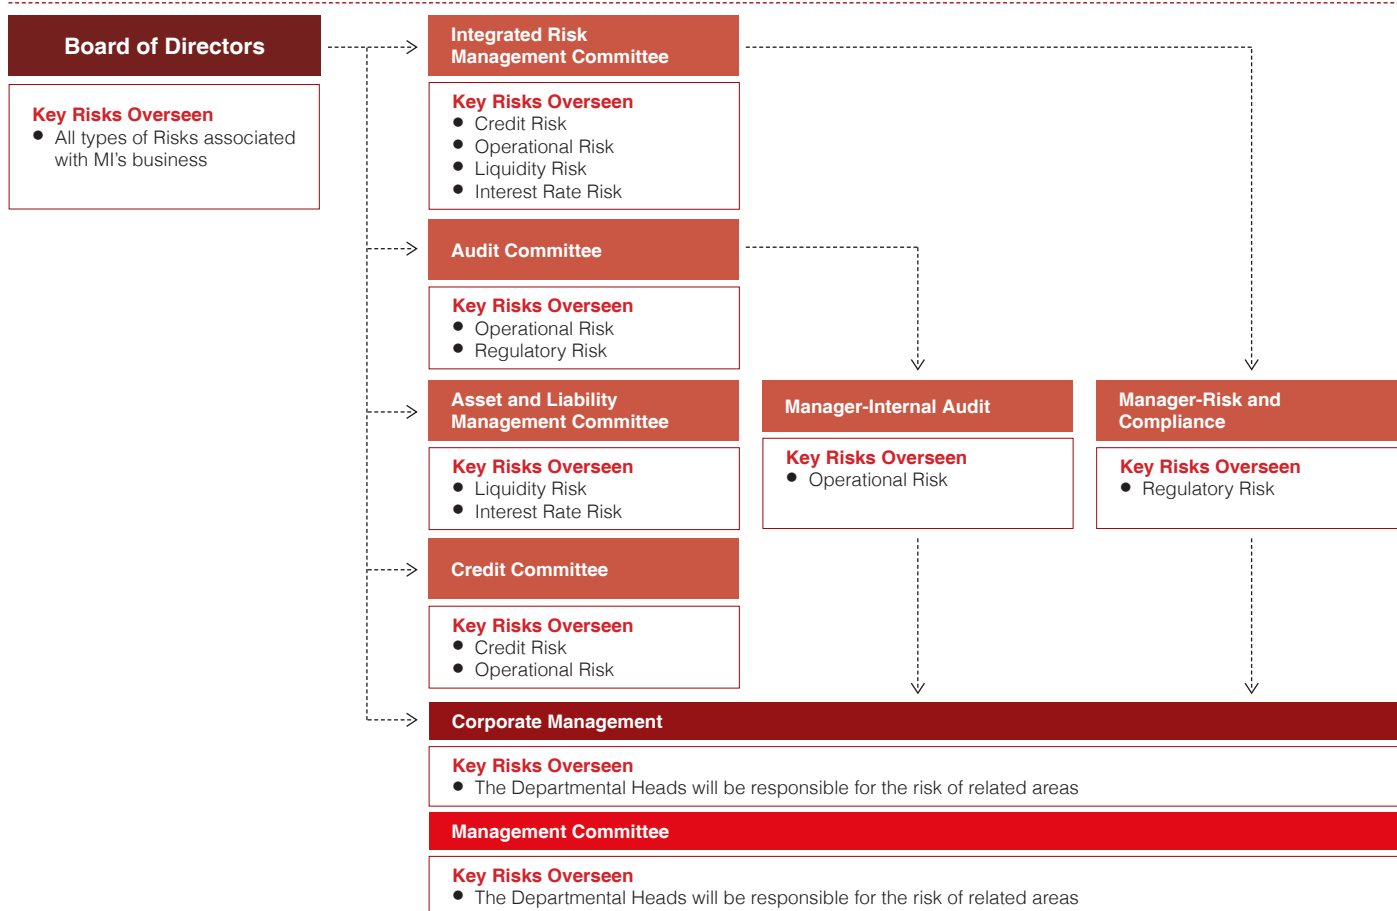 Board of Directors
Key Risks Overseen
• All types of Risks associated
with MI's business
Integrated Risk
Management Committee
Key Risks Overseen
• Credit Risk
• Operational Risk
• Liquidity Risk
• Interest Rate Risk
Audit Committee
Key Risks Overseen
• Operational Risk
• Regulatory Risk
Asset and Liability
Management Committee
Key Risks Overseen
• Liquidity Risk
• Interest Rate Risk
Manager-Internal Audit
Key Risks Overseen
• Operational Risk
Manager-Risk and
Compliance
Key Risks Overseen
• Regulatory Risk
Credit Committee
Key Risks Overseen
• Credit Risk
• Operational Risk
Corporate Management
Key Risks Overseen
• The Departmental Heads will be responsible for the risk of related areas
Management Committee
Key Risks Overseen
• The Departmental Heads will be responsible for the risk of related areas